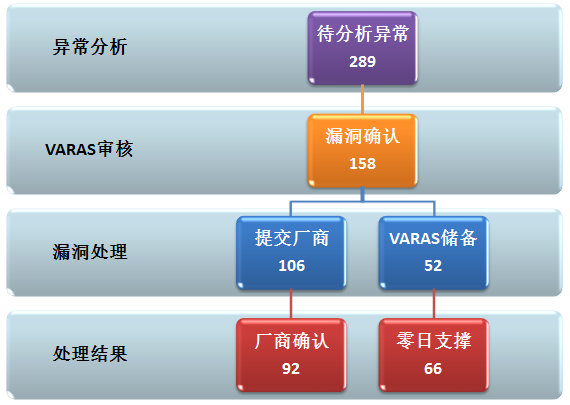 异常分析
待分析异常
289
VARAS审核
漏洞确认
158
漏洞处理
提交厂商
106
VARAS储备
52
处理结果
厂商确认
92
零日支撑
66